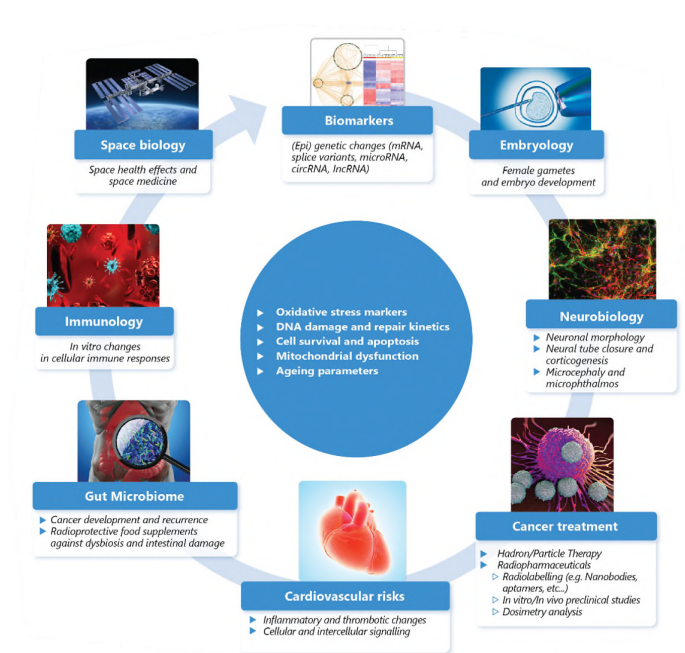 Biomarkers
(Epi) genetic changes (mRNA,
splice variants, microRNA,
circRNA, lncRNA)
Embryology
Female gametes
and embryo development
Neurobiology
Neuronal morphology
Neural tube closure and
corticogenesis
Microcephaly and
microphthalmos
Cancer treatment
Hadron/Particle Therapy
Radiopharmaceuticals
Radiolabelling (e.g. Nanobodies,
aptamers, etc...)
In vitro/In vivo preclinical studies
Dosimetry analysis
Cardiovascular risks
Inflammatory and thrombotic changes
Cellular and intercellular signalling
Gut Microbiome
Cancer development and recurrence
Radioprotective food supplements
against dysbiosis and intestinal damage
Immunology
In vitro changes
in cellular immune responses
Space biology
Space health effects and
space medicine
Oxidative stress markers
DNA damage and repair kinetics
Cell survival and apoptosis
Mitochondrial dysfunction
Ageing parameters